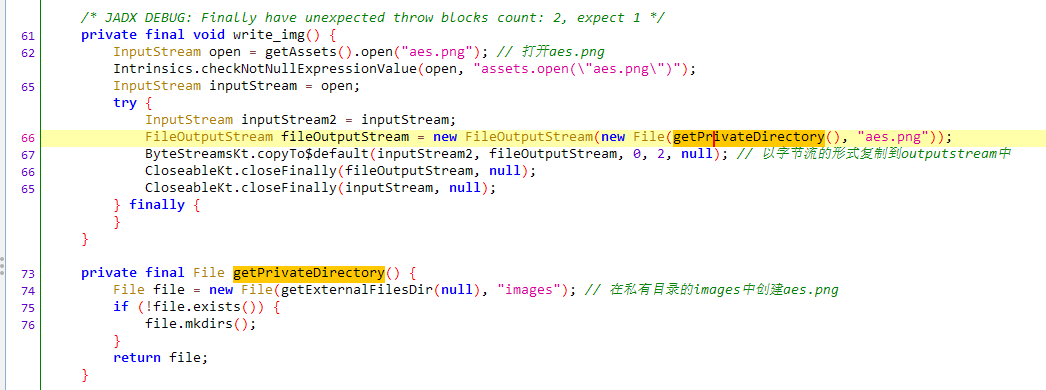 /* JADX DEBUG: Finally have unexpected throw blocks count: 2, expect 1 */
61 private final void write_img() {
62 InputStream open = getAssets().open("aes.png"); // 打开aes.png
Intrinsics.checkNotNullExpressionValue(open, "assets.open(\"aes.png\")");
65 InputStream inputStream = open;
try {
InputStream inputStream2 = inputStream;
66 FileOutputStream fileOutputStream = new FileOutputStream(new File(getPrivateDirectory(), "aes.png"));
67 ByteStreamsKt.copyTo$default(inputStream2, fileOutputStream, 0, 2, null); // 以字节流的形式复制到outputstream中
66 CloseableKt.closeFinally(fileOutputStream, null);
65 CloseableKt.closeFinally(inputStream, null);
} finally {
}
}
73 private final File getPrivateDirectory() {
74 File file = new File(getExternalFilesDir(null), "images"); // 在私有目录的images中创建aes.png
75 if (!file.exists()) {
76 file.mkdirs();
}
return file;
}